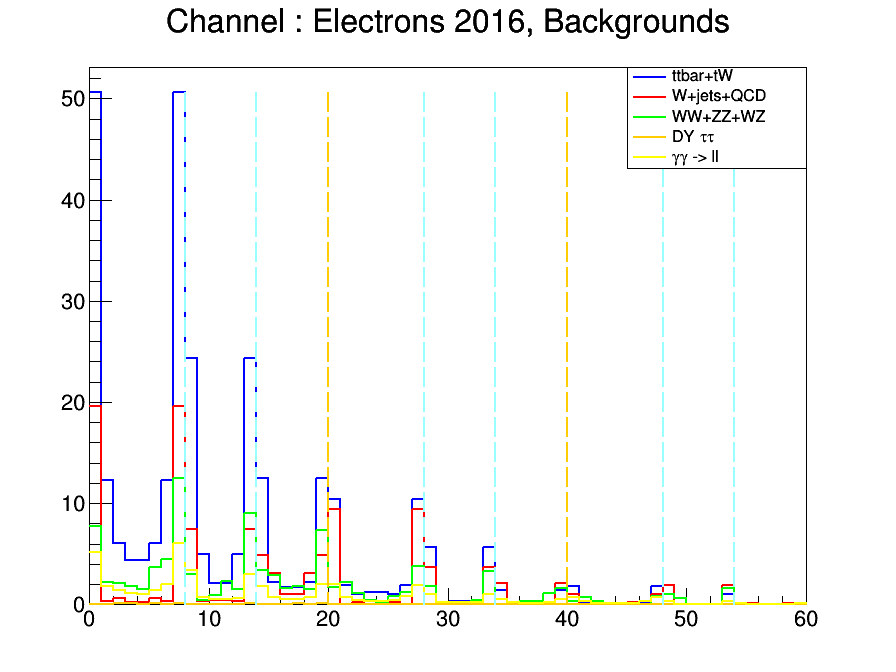 Channel : Electrons 2016, Backgrounds
50
40
30
20
10
0
ttbar+tW
W+jets+QCD
WW+ZZ+WZ
DY ττ
γγ -> ll
0 10 20 30 40 50 60